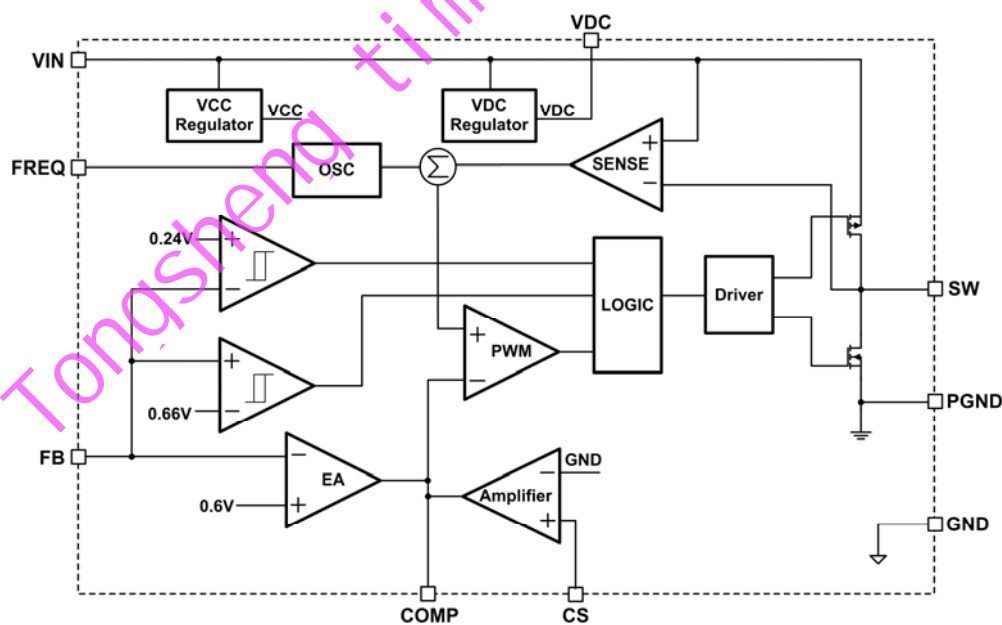 VDC
VIN
VCC
Regulator
VCC
VDC
Regulator
VDC
FREQ
OSC
Σ
+
SENSE
−
0.24V
+
−
LOGIC
Driver
SW
+
PWM
−
+
0.66V
−
PGND
FB
−
EA
0.6V
+
GND
−
Amplifier
+
GND
COMP
CS
Tongsheng tim